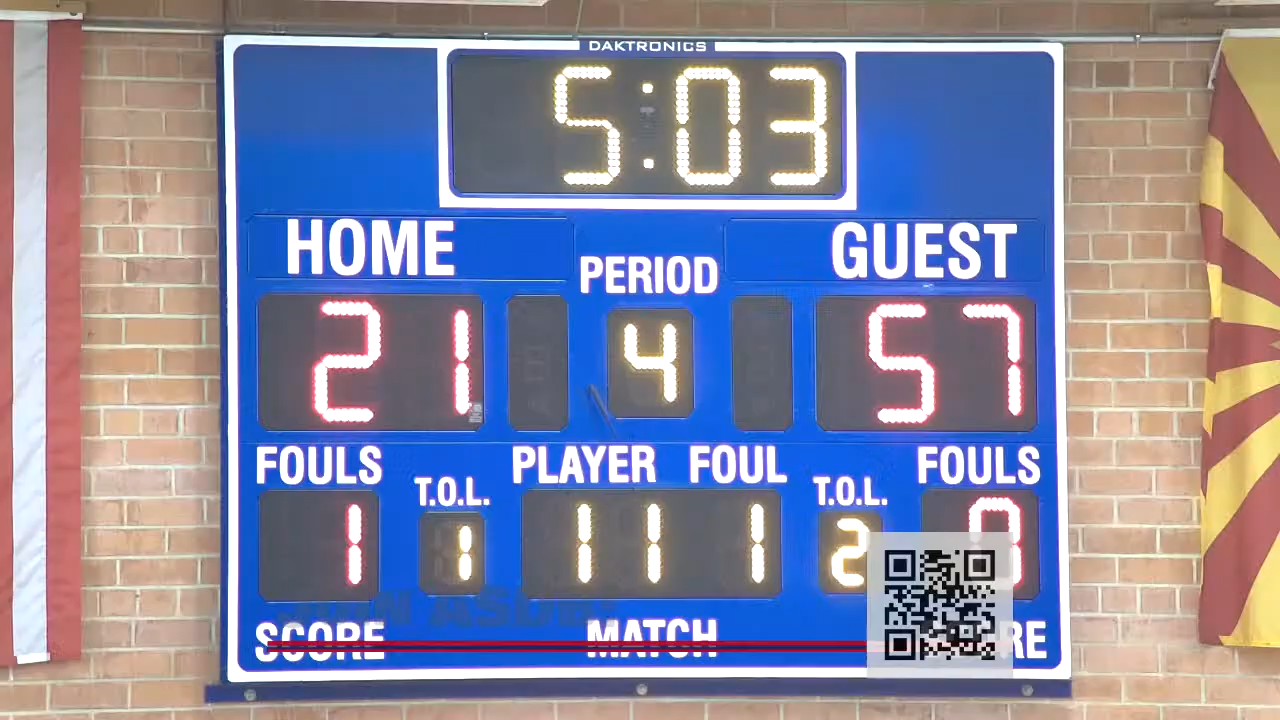 DAKTRONICS
5:03
HOME
GUEST
PERIOD
21
4
57
FOULS
PLAYER FOUL
FOULS
T.O.L.
T.O.L.
1
1
11 1
2
SCORE
MATCH